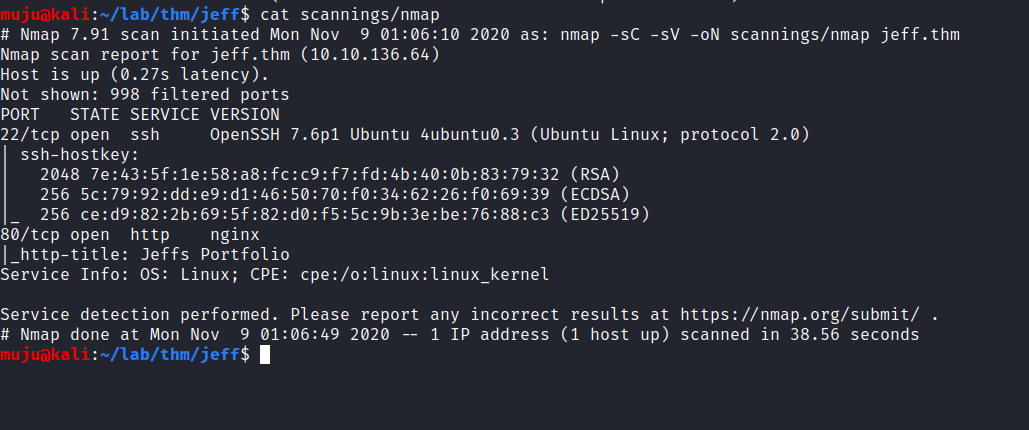 muju@kali:~/lab/thm/jeff$ cat scannings/nmap
# Nmap 7.91 scan initiated Mon Nov  9 01:06:10 2020 as: nmap -sC -sV -oN scannings/nmap jeff.thm
Nmap scan report for jeff.thm (10.10.136.64)
Host is up (0.27s latency).
Not shown: 998 filtered ports
PORT   STATE SERVICE VERSION
22/tcp open  ssh     OpenSSH 7.6p1 Ubuntu 4ubuntu0.3 (Ubuntu Linux; protocol 2.0)
| ssh-hostkey:
|   2048 7e:43:5f:1e:58:a8:fc:c9:f7:fd:4b:40:0b:83:79:32 (RSA)
|   256 5c:79:92:dd:e9:d1:46:50:70:f0:34:62:26:f0:69:39 (ECDSA)
|_  256 ce:d9:82:2b:69:5f:82:d0:f5:5c:9b:3e:be:76:88:c3 (ED25519)
80/tcp open  http    nginx
|_http-title: Jeffs Portfolio
Service Info: OS: Linux; CPE: cpe:/o:linux:linux_kernel

Service detection performed. Please report any incorrect results at https://nmap.org/submit/ .
# Nmap done at Mon Nov  9 01:06:49 2020 -- 1 IP address (1 host up) scanned in 38.56 seconds
muju@kali:~/lab/thm/jeff$